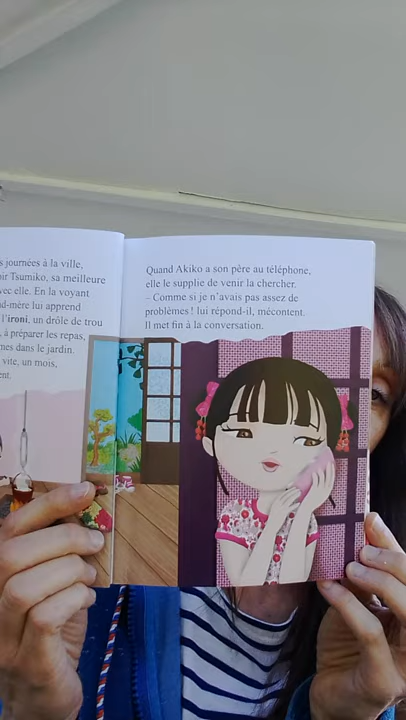 s journées à la ville,
oir Tsumiko, sa meilleure
vec elle. En la voyant
d-mère lui apprend
l'ironi, un drôle de trou
, à préparer les repas,
mes dans le jardin.
vite, un mois,
ent.
Quand Akiko a son père au téléphone,
elle le supplie de venir la chercher.
– Comme si je n'avais pas assez de
problèmes ! lui répond-il, mécontent.
Il met fin à la conversation.